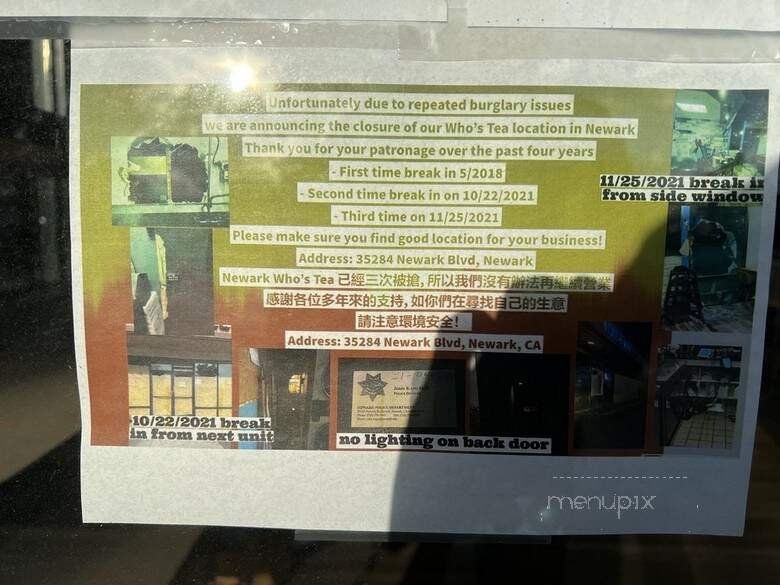 Unfortunately due to repeated burglary issues
we are announcing the closure of our Who's Tea location in Newark
Thank you for your patronage over the past four years
- First time break in 5/2018
- Second time break in on 10/22/2021
- Third time on 11/25/2021
Please make sure you find good location for your business!
Address: 35284 Newark Blvd, Newark
Newark Who's Tea 已經三次被搶, 所以我們沒有辦法再繼續營業
感謝各位多年來的支持, 如你們在尋找自己的生意
請注意環境安全!
Address: 35284 Newark Blvd, Newark, CA
11/25/2021 break in
from side window
10/22/2021 break
in from next unit
no lighting on back door
menupix